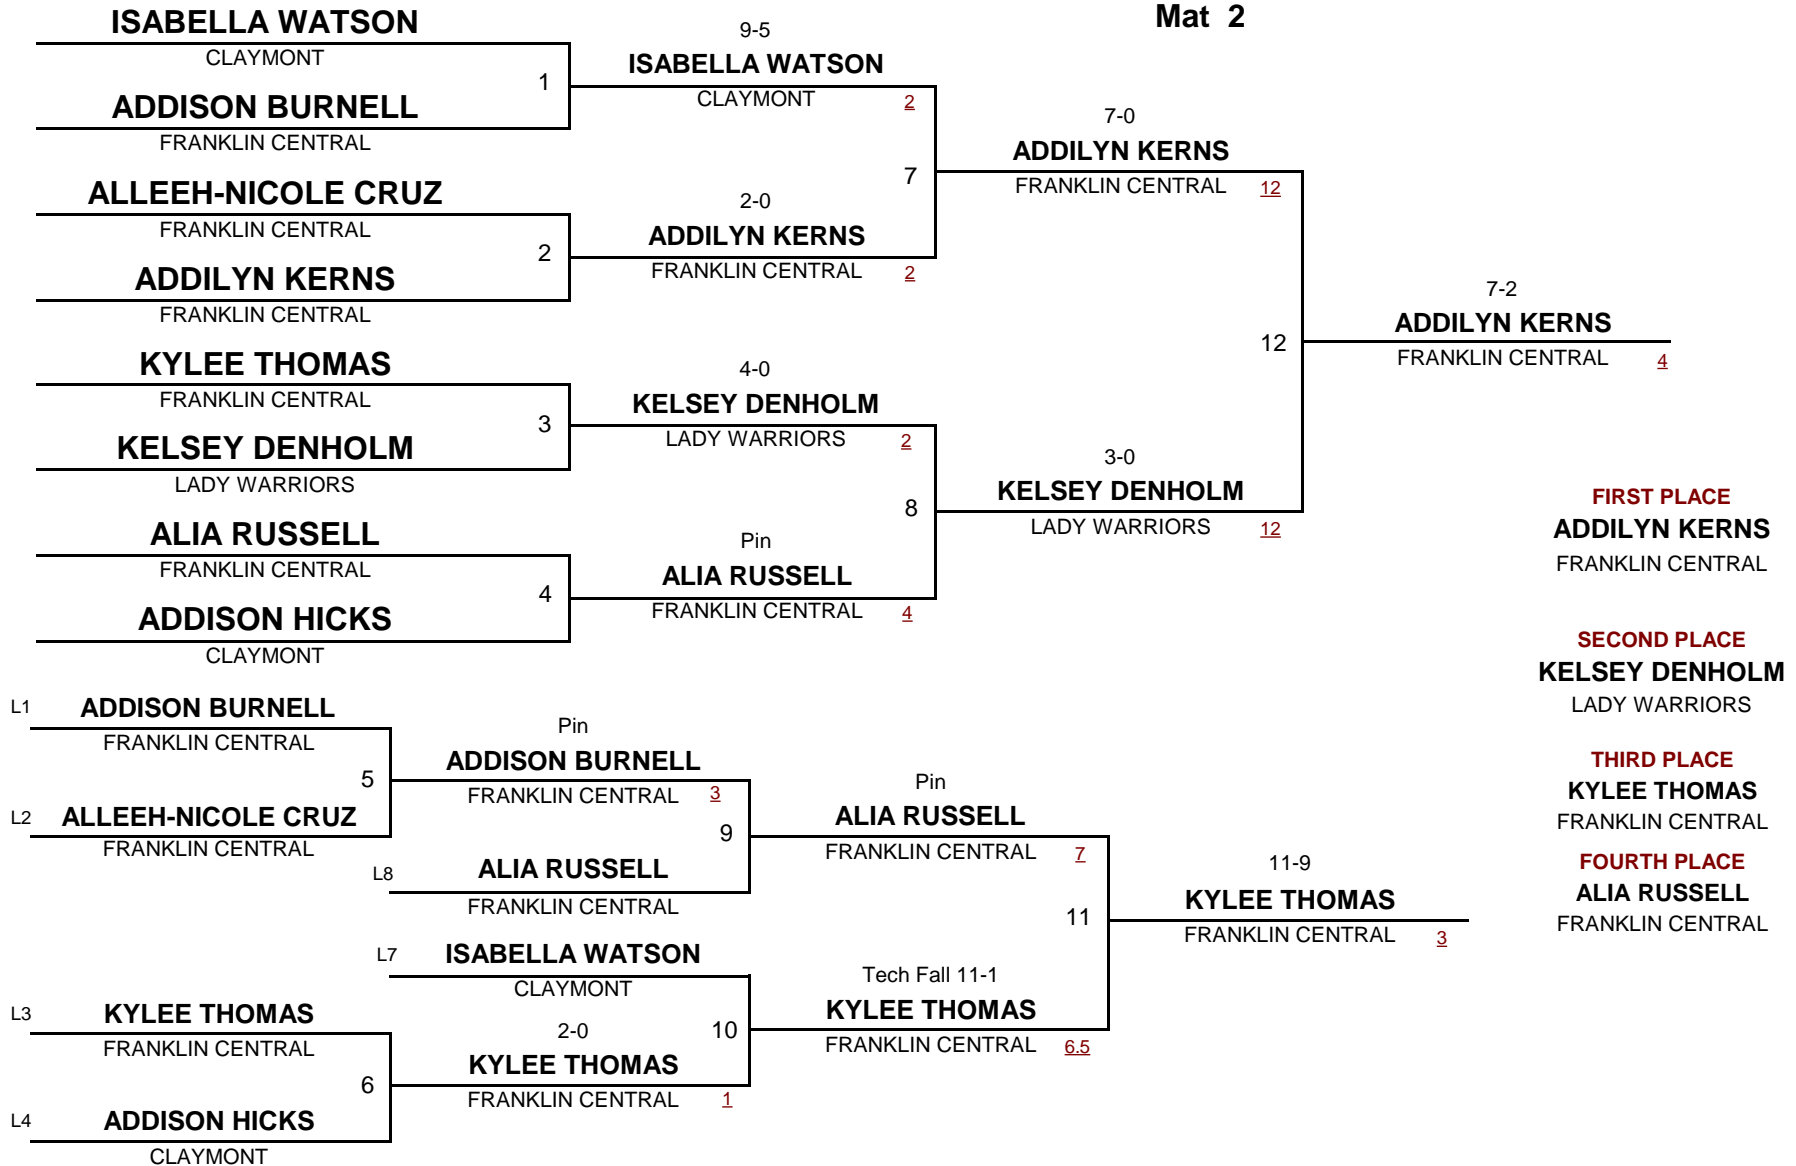 Mat 2
ISABELLA WATSON
CLAYMONT
1
ADDISON BURNELL
FRANKLIN CENTRAL
ALLEEH-NICOLE CRUZ
FRANKLIN CENTRAL
2
ADDILYN KERNS
FRANKLIN CENTRAL
KYLEE THOMAS
FRANKLIN CENTRAL
3
KELSEY DENHOLM
LADY WARRIORS
ALIA RUSSELL
FRANKLIN CENTRAL
4
ADDISON HICKS
CLAYMONT
9-5
ISABELLA WATSON
CLAYMONT 2
7
2-0
ADDILYN KERNS
FRANKLIN CENTRAL 2
4-0
KELSEY DENHOLM
LADY WARRIORS 2
8
Pin
ALIA RUSSELL
FRANKLIN CENTRAL 4
7-0
ADDILYN KERNS
FRANKLIN CENTRAL 12
12
3-0
KELSEY DENHOLM
LADY WARRIORS 12
7-2
ADDILYN KERNS
FRANKLIN CENTRAL 4
L1 ADDISON BURNELL
FRANKLIN CENTRAL
5
L2 ALLEEH-NICOLE CRUZ
FRANKLIN CENTRAL
L3 KYLEE THOMAS
FRANKLIN CENTRAL
6
L4 ADDISON HICKS
CLAYMONT
Pin
ADDISON BURNELL
FRANKLIN CENTRAL 3
9
L8 ALIA RUSSELL
FRANKLIN CENTRAL
L7 ISABELLA WATSON
CLAYMONT
10
2-0
KYLEE THOMAS
FRANKLIN CENTRAL 1
Pin
ALIA RUSSELL
FRANKLIN CENTRAL 7
11
Tech Fall 11-1
KYLEE THOMAS
FRANKLIN CENTRAL 6.5
11-9
KYLEE THOMAS
FRANKLIN CENTRAL 3
FIRST PLACE
ADDILYN KERNS
FRANKLIN CENTRAL
SECOND PLACE
KELSEY DENHOLM
LADY WARRIORS
THIRD PLACE
KYLEE THOMAS
FRANKLIN CENTRAL
FOURTH PLACE
ALIA RUSSELL
FRANKLIN CENTRAL